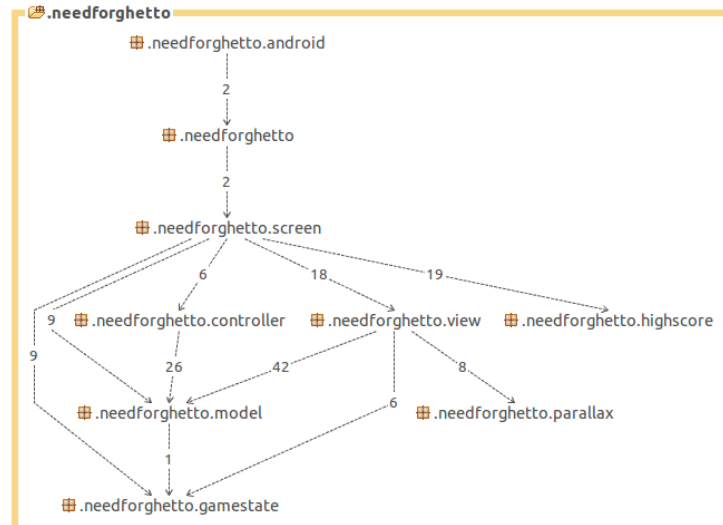 .needforghetto
.needforghetto.android
2
.needforghetto
2
.needforghetto.screen
6
18
19
9
.needforghetto.controller
.needforghetto.view
.needforghetto.highscore
9
26
42
8
6
.needforghetto.model
.needforghetto.parallax
1
.needforghetto.gamestate